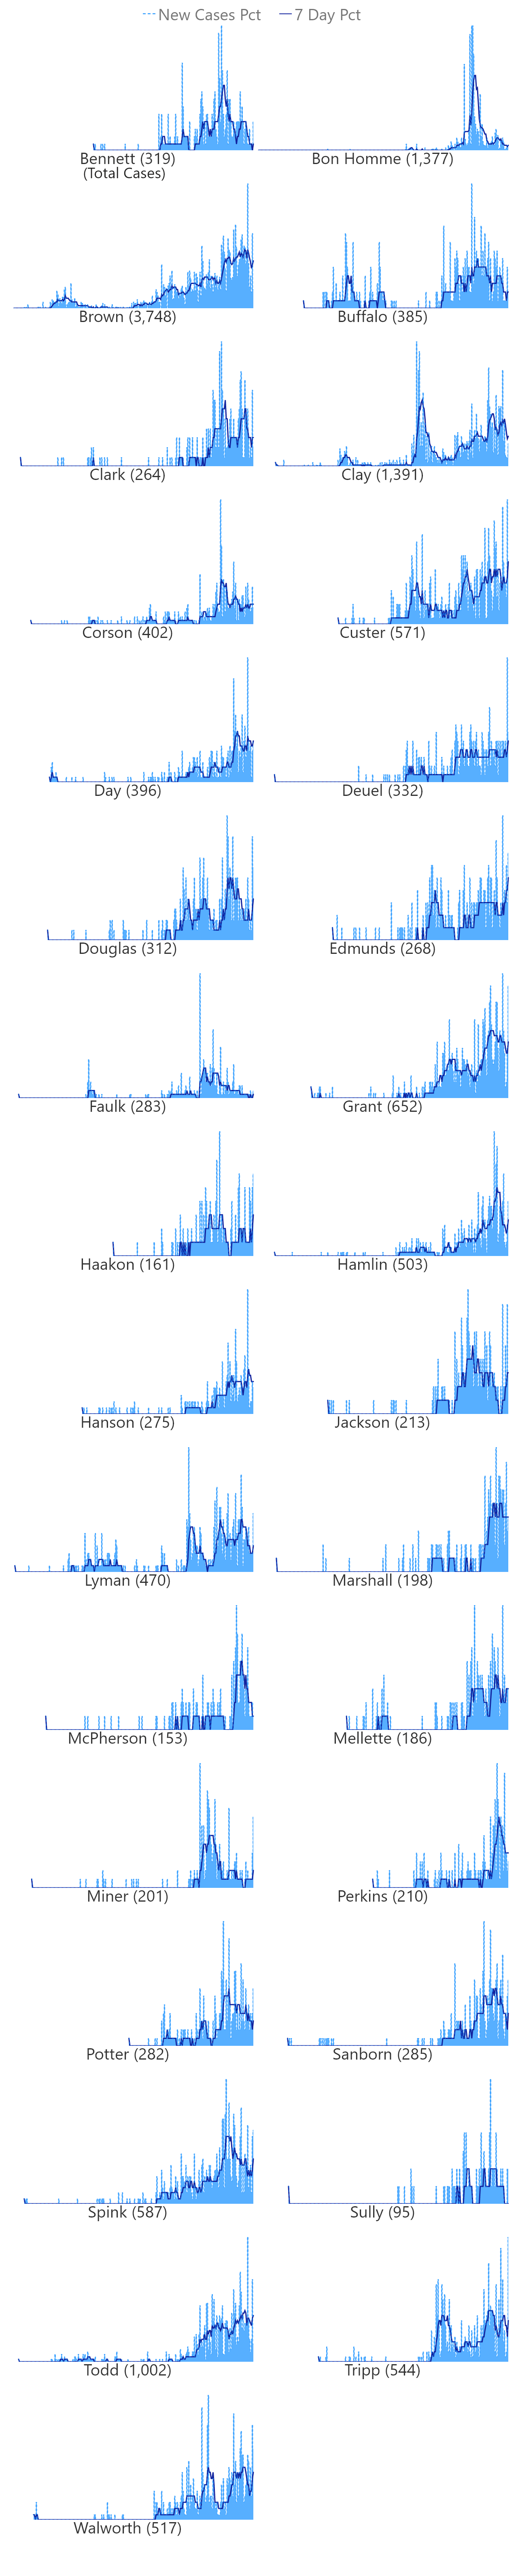 New Cases Pct 7 Day Pct
Bennett (319) Bon Homme (1,377)
(Total Cases)
Brown (3,748) Buffalo (385)
Clark (264) Clay (1,391)
Corson (402) Custer (571)
Day (396) Deuel (332)
Douglas (312) Edmunds (268)
Faulk (283) Grant (652)
Haakon (161) Hamlin (503)
Hanson (275) Jackson (213)
Lyman (470) Marshall (198)
McPherson (153) Mellette (186)
Miner (201) Perkins (210)
Potter (282) Sanborn (285)
Spink (587) Sully (95)
Todd (1,002) Tripp (544)
Walworth (517)